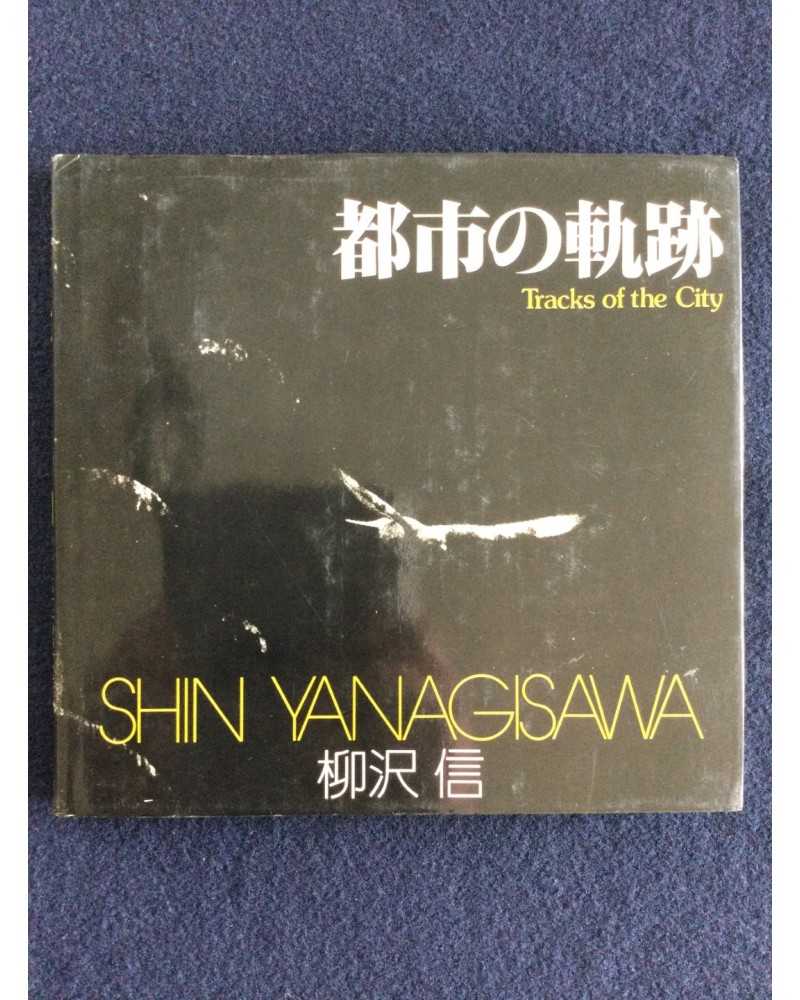 都市の軌跡
Tracks of the City
SHIN YANAGISAWA
柳沢 信